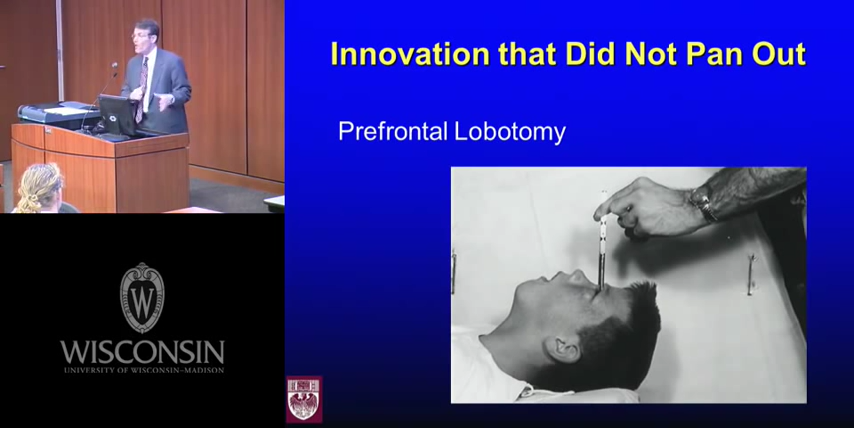 Innovation that Did Not Pan Out
Prefrontal Lobotomy
W
WISCONSIN
UNIVERSITY OF WISCONSIN–MADISON